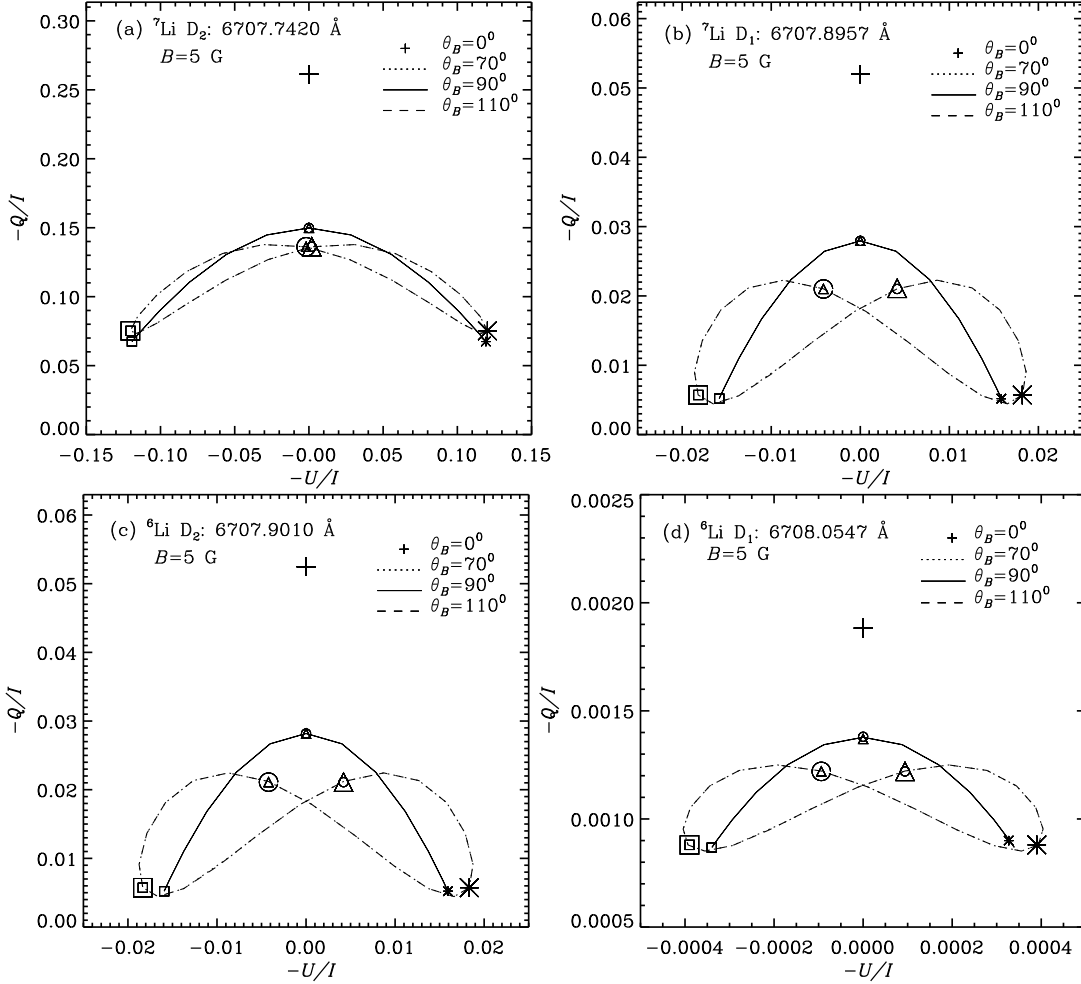 (a) ⁷Li D₂: 6707.7420 Å
B=5 G
θ_B=0⁰
θ_B=70⁰
θ_B=90⁰
θ_B=110⁰
0.30
0.25
0.20
0.15
0.10
0.05
0.00
-Q/I
-0.15 -0.10 -0.05 -0.00 0.05 0.10 0.15
-U/I
(b) ⁷Li D₁: 6707.8957 Å
B=5 G
θ_B=0⁰
θ_B=70⁰
θ_B=90⁰
θ_B=110⁰
0.06
0.05
0.04
0.03
0.02
0.01
0.00
-Q/I
-0.02 -0.01 0.00 0.01 0.02
-U/I
(c) ⁶Li D₂: 6707.9010 Å
B=5 G
θ_B=0⁰
θ_B=70⁰
θ_B=90⁰
θ_B=110⁰
0.06
0.05
0.04
0.03
0.02
0.01
0.00
-Q/I
-0.02 -0.01 0.00 0.01 0.02
-U/I
(d) ⁶Li D₁: 6708.0547 Å
B=5 G
θ_B=0⁰
θ_B=70⁰
θ_B=90⁰
θ_B=110⁰
0.0025
0.0020
0.0015
0.0010
0.0005
-Q/I
-0.0004 -0.0002 0.0000 0.0002 0.0004
-U/I